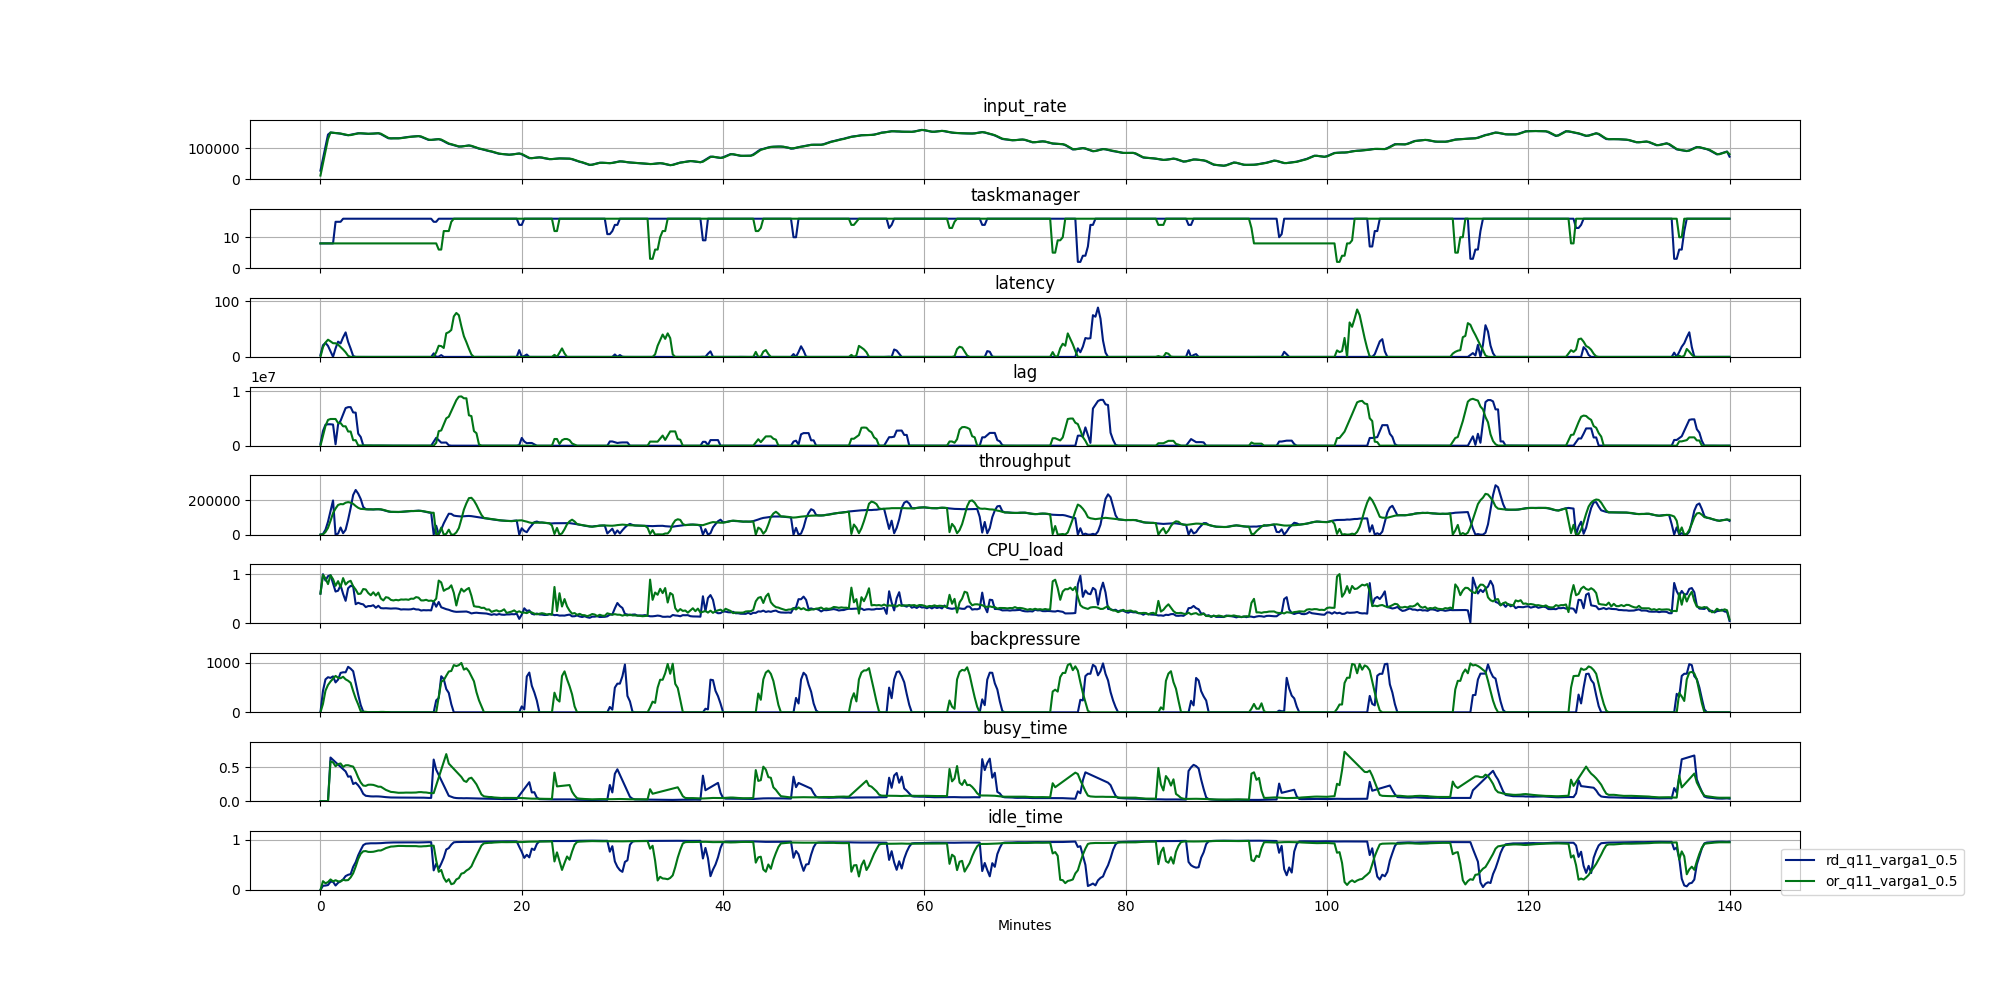 input_rate
100000
0
taskmanager
10
0
latency
100
0
1e7
lag
1
0
throughput
200000
0
CPU_load
1
0
backpressure
1000
0
busy_time
0.5
0.0
idle_time
1
0
rd_q11_varga1_0.5
or_q11_varga1_0.5
0 20 40 60 80 100 120 140
Minutes